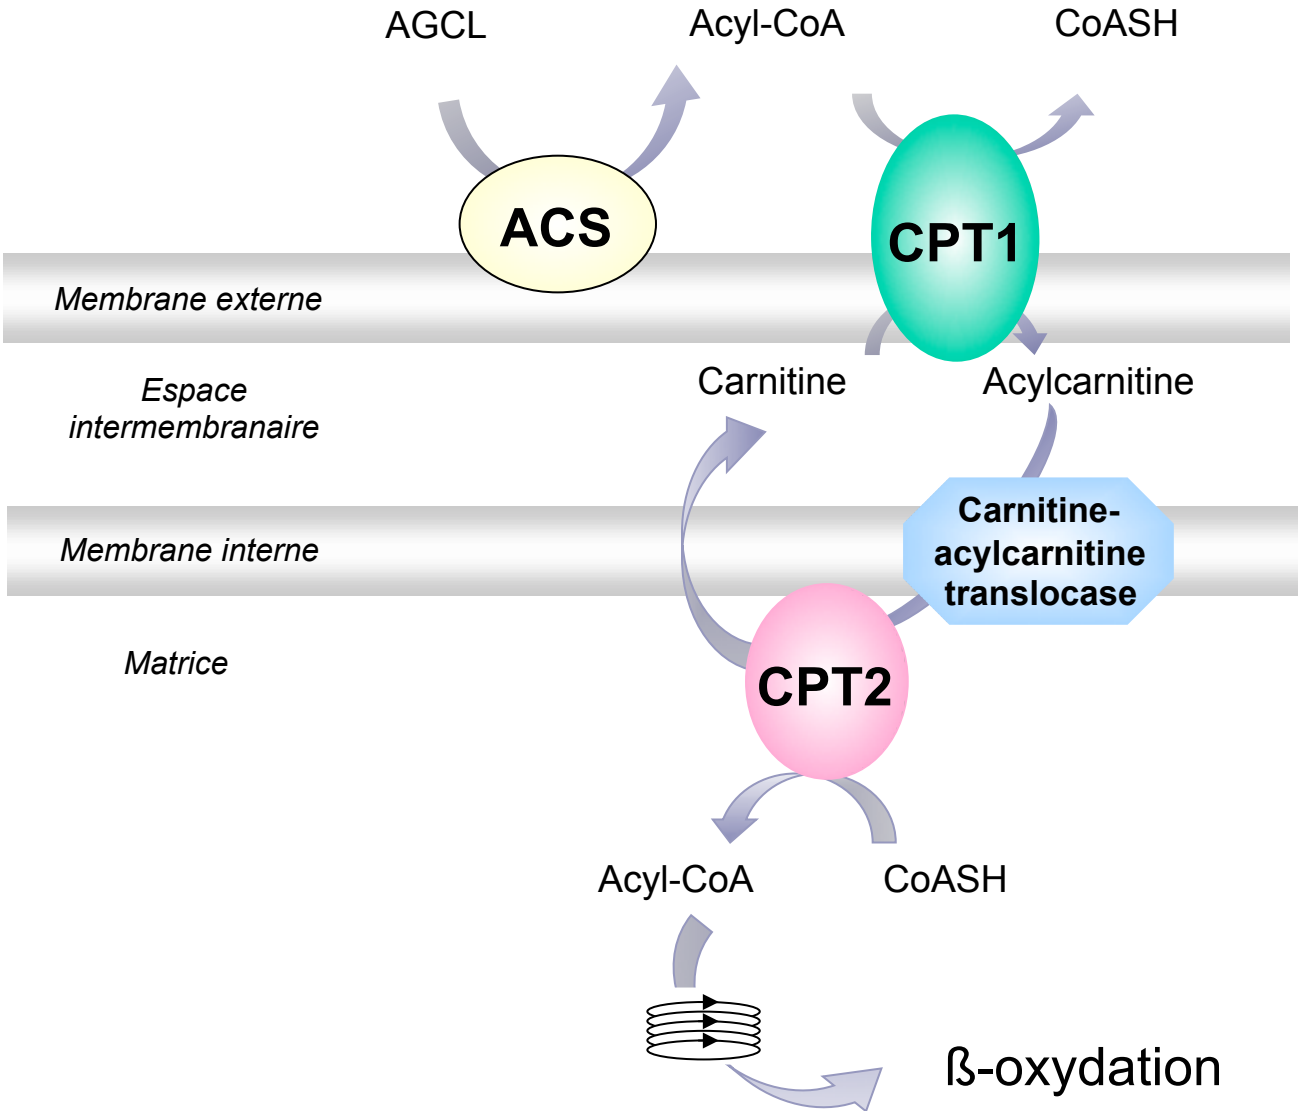 AGCL
Acyl-CoA
CoASH
ACS
CPT1
Membrane externe
Carnitine
Acylcarnitine
Espace
intermembranaire
Carnitine-
acylcarnitine
translocase
Membrane interne
Matrice
CPT2
Acyl-CoA
CoASH
ß-oxydation